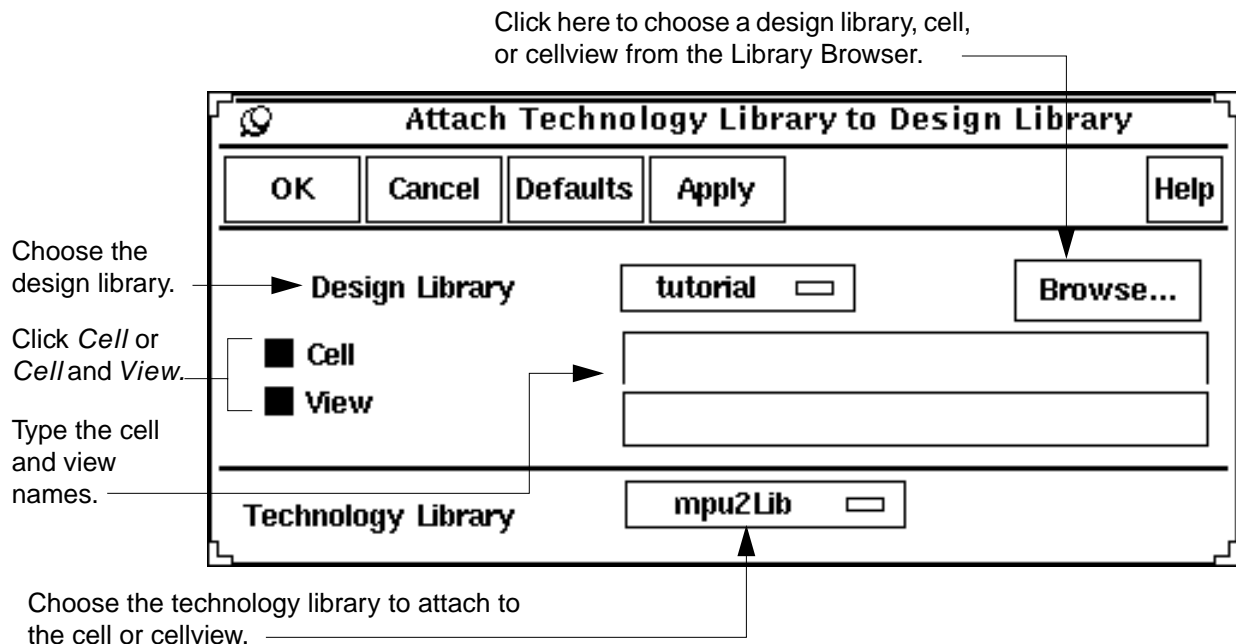 Click here to choose a design library, cell,
or cellview from the Library Browser.
Attach Technology Library to Design Library
OK Cancel Defaults Apply Help
Choose the
design library.
Design Library tutorial Browse...
Click Cell or
Cell and View.
Cell
View
Type the cell
and view
names.
Technology Library mpu2Lib
Choose the technology library to attach to
the cell or cellview.